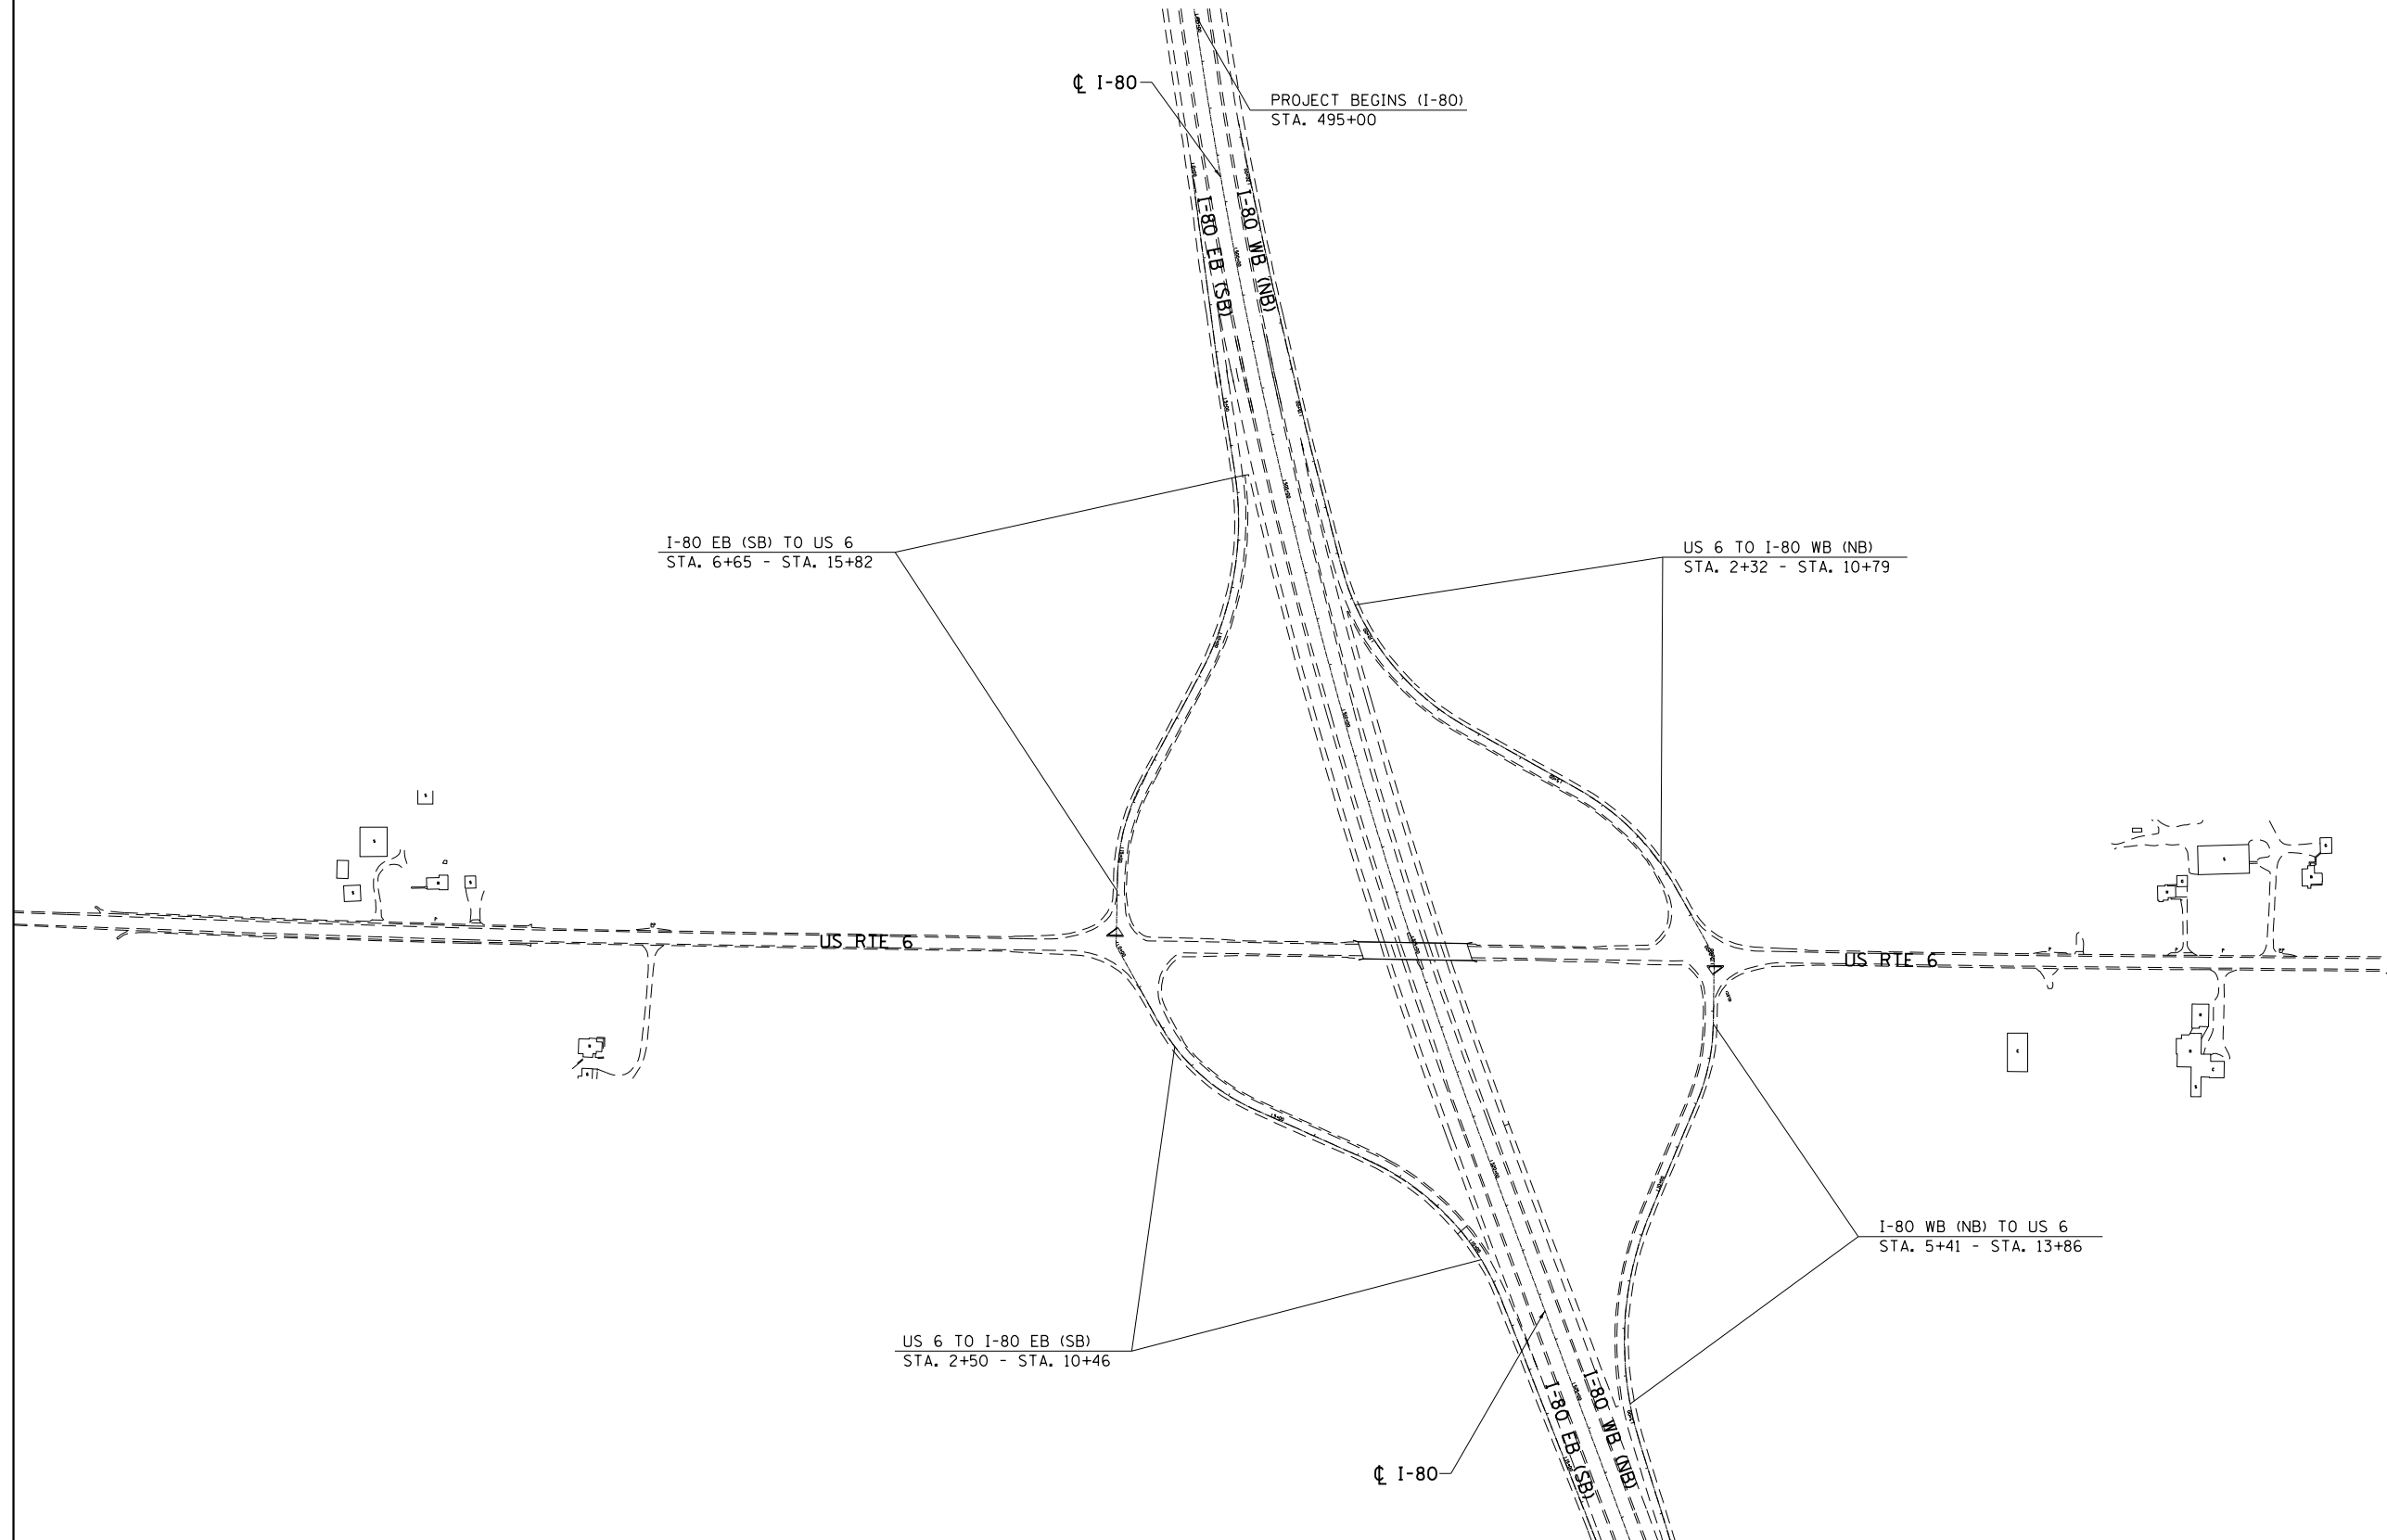 ℄ I-80
PROJECT BEGINS (I-80)
STA. 495+00
I-80 EB (SB)
I-80 WB (NB)
I-80 EB (SB) TO US 6
STA. 6+65 - STA. 15+82
US 6 TO I-80 WB (NB)
STA. 2+32 - STA. 10+79
US RTE 6
US RTE 6
I-80 WB (NB) TO US 6
STA. 5+41 - STA. 13+86
US 6 TO I-80 EB (SB)
STA. 2+50 - STA. 10+46
I-80 EB (SB)
I-80 WB (NB)
℄ I-80